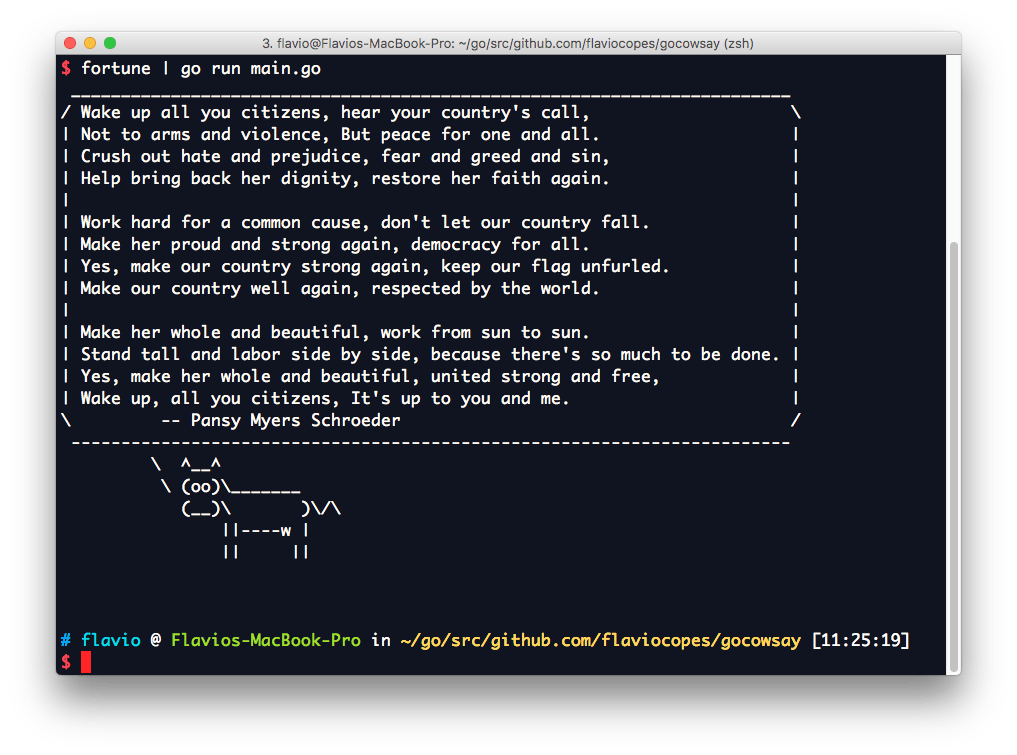 3. flavio@Flavios-MacBook-Pro: ~/go/src/github.com/flaviocopes/gocowsay (zsh)
$ fortune | go run main.go
 ________________________________________________________________________
/ Wake up all you citizens, hear your country's call,                    \
| Not to arms and violence, But peace for one and all.                   |
| Crush out hate and prejudice, fear and greed and sin,                  |
| Help bring back her dignity, restore her faith again.                  |
|                                                                        |
| Work hard for a common cause, don't let our country fall.              |
| Make her proud and strong again, democracy for all.                    |
| Yes, make our country strong again, keep our flag unfurled.            |
| Make our country well again, respected by the world.                   |
|                                                                        |
| Make her whole and beautiful, work from sun to sun.                    |
| Stand tall and labor side by side, because there's so much to be done. |
| Yes, make her whole and beautiful, united strong and free,             |
| Wake up, all you citizens, It's up to you and me.                      |
\         -- Pansy Myers Schroeder                                       /
 ------------------------------------------------------------------------
         \  ^__^
          \ (oo)\_______
            (__)\       )\/\
                ||----w |
                ||     ||
# flavio @ Flavios-MacBook-Pro in ~/go/src/github.com/flaviocopes/gocowsay [11:25:19]
$